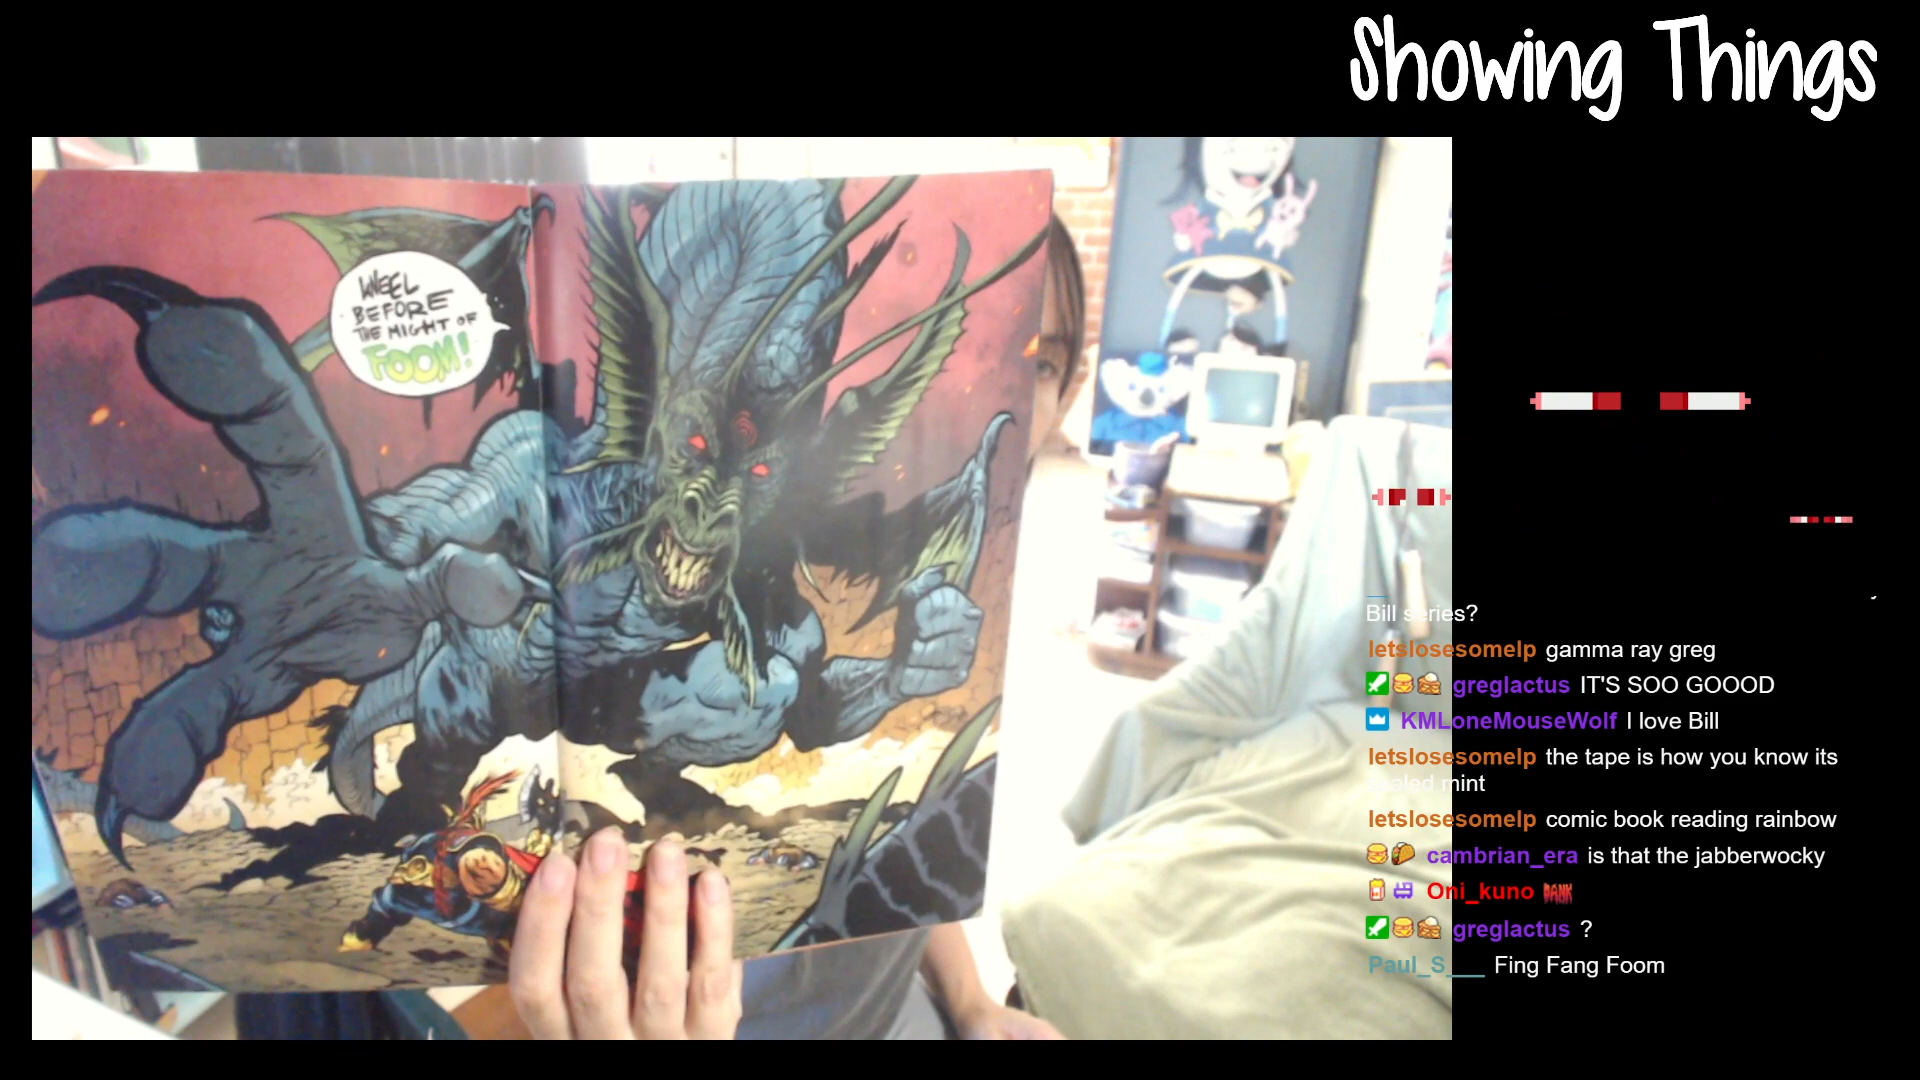 Showing Things
KNEEL
BEFORE
THE MIGHT OF
FOOM!
Bill series?
letslosesomelp gamma ray greg
greglactus IT'S SOO GOOOD
KMLoneMouseWolf I love Bill
letslosesomelp the tape is how you know its
sealed mint
letslosesomelp comic book reading rainbow
cambrian_era is that the jabberwocky
Oni_kuno
greglactus ?
Paul_S___ Fing Fang Foom